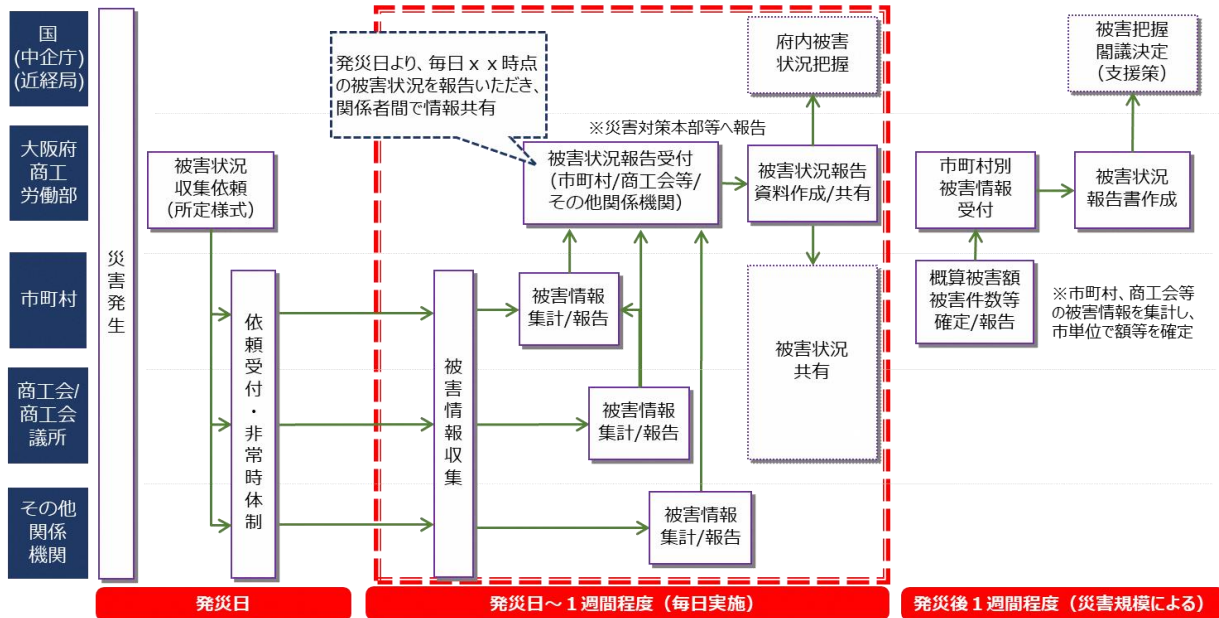 国
(中企庁)
(近経局)
大阪府
商工
労働部
市町村
商工会/
商工会
議所
その他
関係
機関
災害発生
被害状況
収集依頼
（所定様式）
依頼受付・非常時体制
発災日より、毎日ｘｘ時点
の被害状況を報告いただき、
関係者間で情報共有
※災害対策本部等へ報告
被害状況報告受付
（市町村/商工会等/
その他関係機関）
被害情報収集
被害情報
集計/報告
被害情報
集計/報告
被害情報
集計/報告
府内被害
状況把握
被害状況報告
資料作成/共有
被害状況
共有
被害把握
閣議決定
（支援策）
市町村別
被害情報
受付
被害状況
報告書作成
概算被害額
被害件数等
確定/報告
※市町村、商工会等
の被害情報を集計し、
市単位で額等を確定
発災日
発災日～１週間程度（毎日実施）
発災後１週間程度（災害規模による）